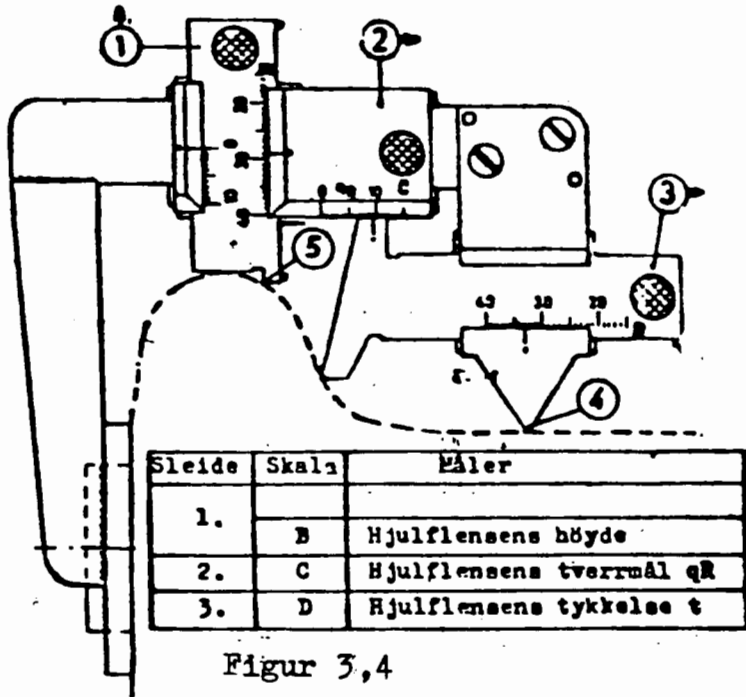 1
2
3
C
5
40 30 20
4
Sleide Skala Måler
1.
B Hjulflensens höyde
2. C Hjulflensens tverrmål qR
3. D Hjulflensens tykkelse t
Figur 3,4